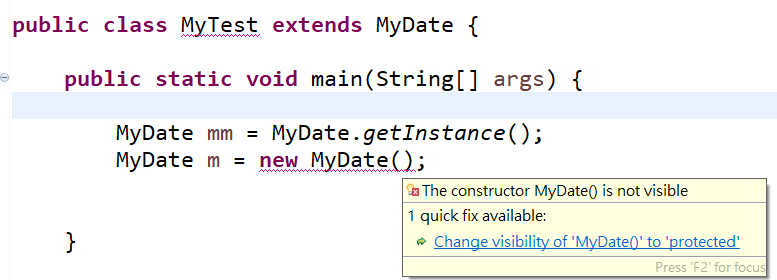 public class MyTest extends MyDate {
public static void main(String[] args) {
MyDate mm = MyDate.getInstance();
MyDate m = new MyDate();
The constructor MyDate() is not visible
1 quick fix available:
Change visibility of 'MyDate()' to 'protected'
Press 'F2' for focus
}